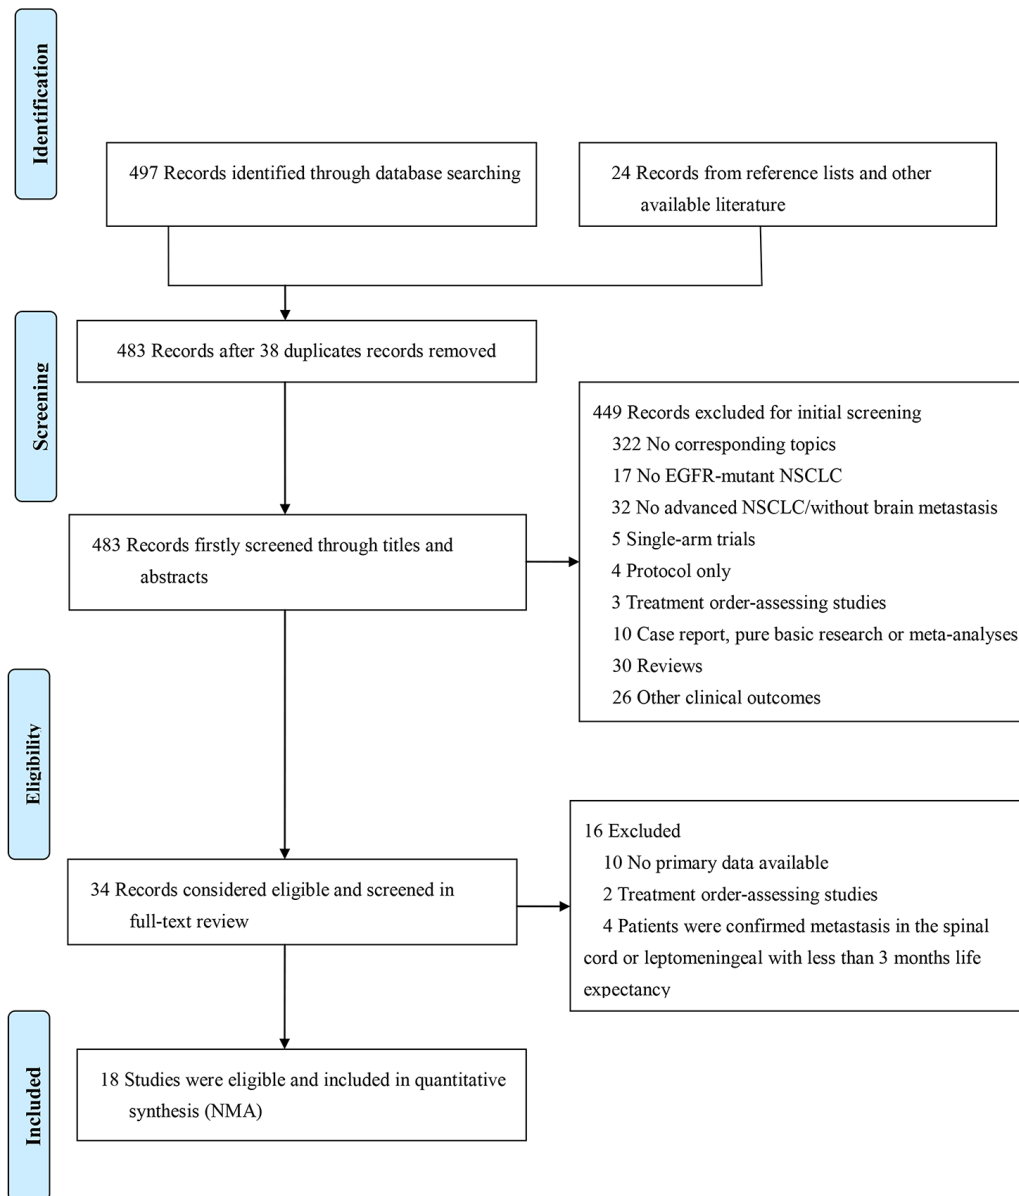 Identification
497 Records identified through database searching
24 Records from reference lists and other
available literature
Screening
483 Records after 38 duplicates records removed
483 Records firstly screened through titles and
abstracts
449 Records excluded for initial screening
322 No corresponding topics
17 No EGFR-mutant NSCLC
32 No advanced NSCLC/without brain metastasis
5 Single-arm trials
4 Protocol only
3 Treatment order-assessing studies
10 Case report, pure basic research or meta-analyses
30 Reviews
26 Other clinical outcomes
Eligibility
34 Records considered eligible and screened in
full-text review
16 Excluded
10 No primary data available
2 Treatment order-assessing studies
4 Patients were confirmed metastasis in the spinal
cord or leptomeningeal with less than 3 months life
expectancy
Included
18 Studies were eligible and included in quantitative
synthesis (NMA)